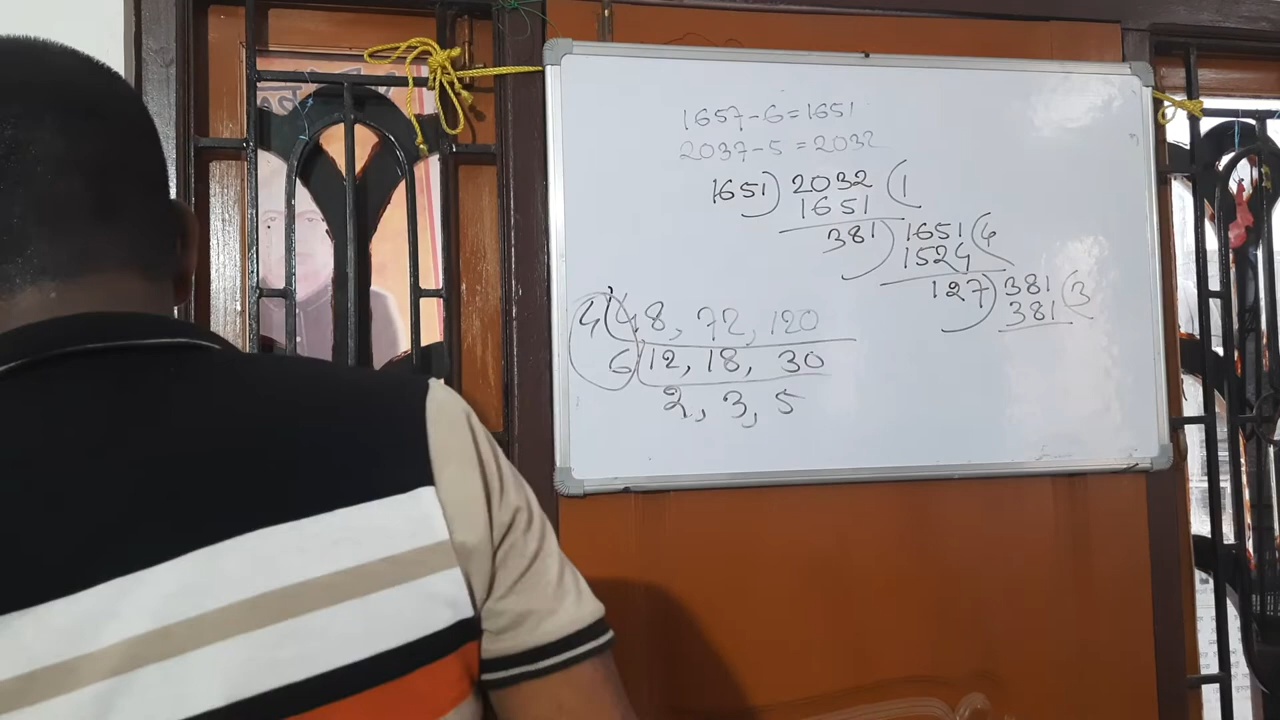 1657-6=1651
2037-5=2032
1651) 2032 (1
1651
381) 1651 (4
1524
127) 381 (3
381
4(48, 72, 120
6(12, 18, 30
2, 3, 5